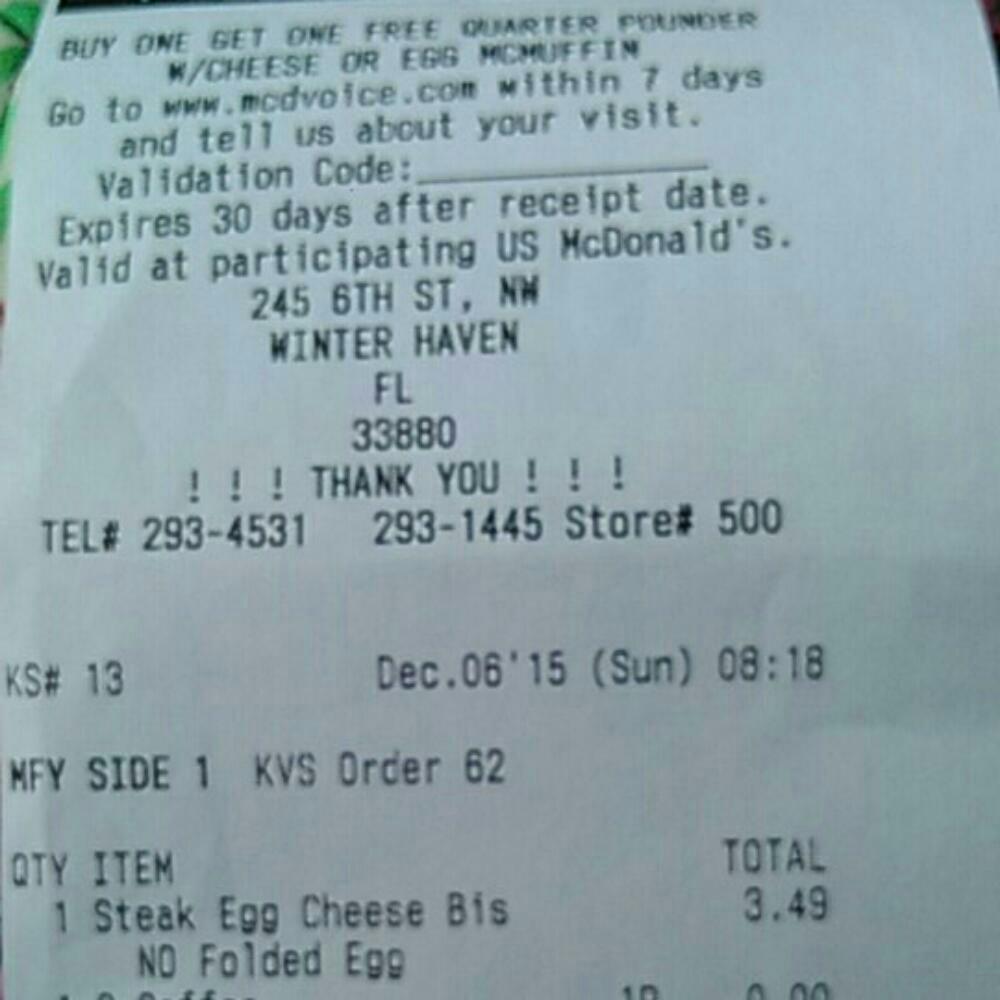 BUY ONE GET ONE FREE QUARTER POUNDER
W/CHEESE OR EGG MCMUFFIN
Go to www.mcdvoice.com within 7 days
and tell us about your visit.
Validation Code:
Expires 30 days after receipt date.
Valid at participating US McDonald's.
245 6TH ST, NW
WINTER HAVEN
FL
33880
! ! ! THANK YOU ! ! !
TEL# 293-4531 293-1445 Store# 500
KS# 13 Dec.06'15 (Sun) 08:18
MFY SIDE 1 KVS Order 62
QTY ITEM TOTAL
1 Steak Egg Cheese Bis 3.49
NO Folded Egg
Coffee 0.00